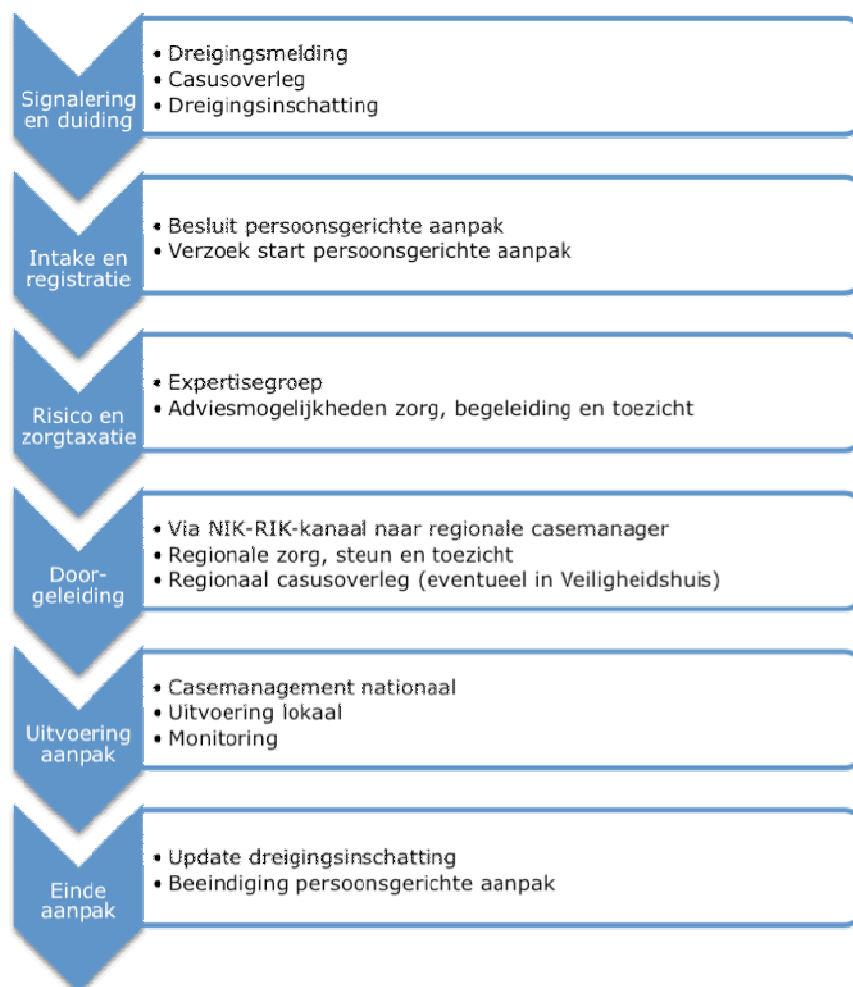 Signalering
en duiding
• Dreigingsmelding
• Casusoverleg
• Dreigingsinschatting
Intake en
registratie
• Besluit persoonsgerichte aanpak
• Verzoek start persoonsgerichte aanpak
Risico en
zorgtaxatie
• Expertisegroep
• Adviesmogelijkheden zorg, begeleiding en toezicht
Door-
geleiding
• Via NIK-RIK-kanaal naar regionale casemanager
• Regionale zorg, steun en toezicht
• Regionaal casusoverleg (eventueel in Veiligheidshuis)
Uitvoering
aanpak
• Casemanagement nationaal
• Uitvoering lokaal
• Monitoring
Einde
aanpak
• Update dreigingsinschatting
• Beeindiging persoonsgerichte aanpak